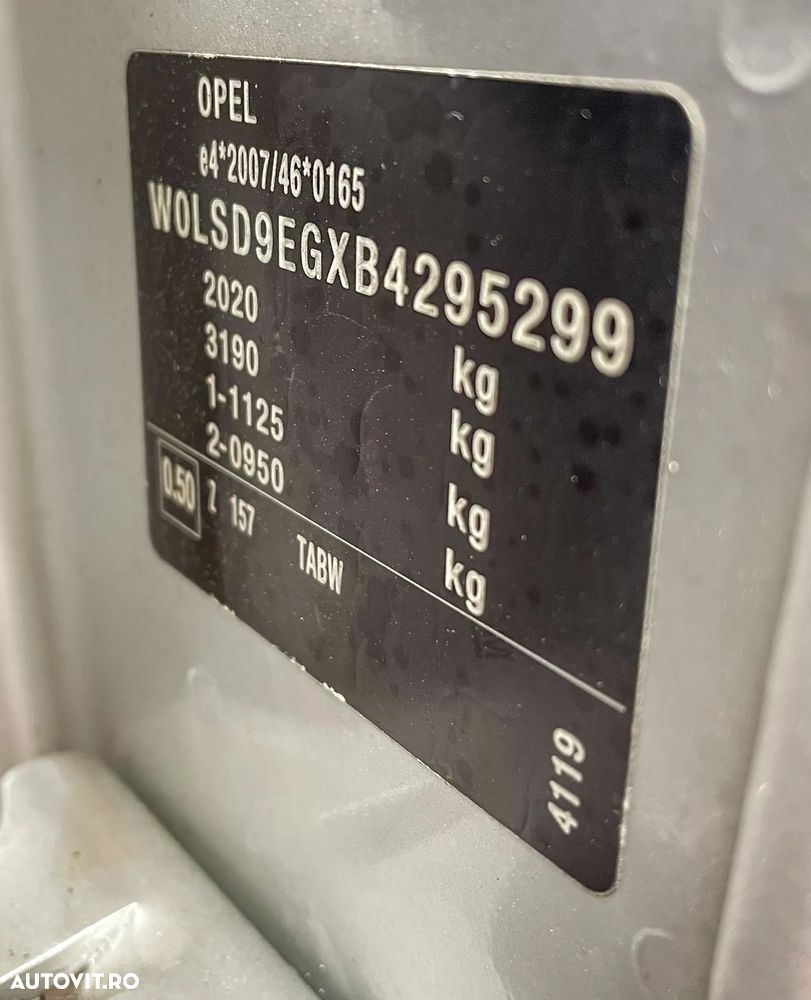 OPEL
e4*2007/46*0165
W0LSD9EGXB4295299
2020 kg
3190 kg
1-1125 kg
2-0950 kg
0.50 Z 157 TABW
4119
AUTOVIT.RO